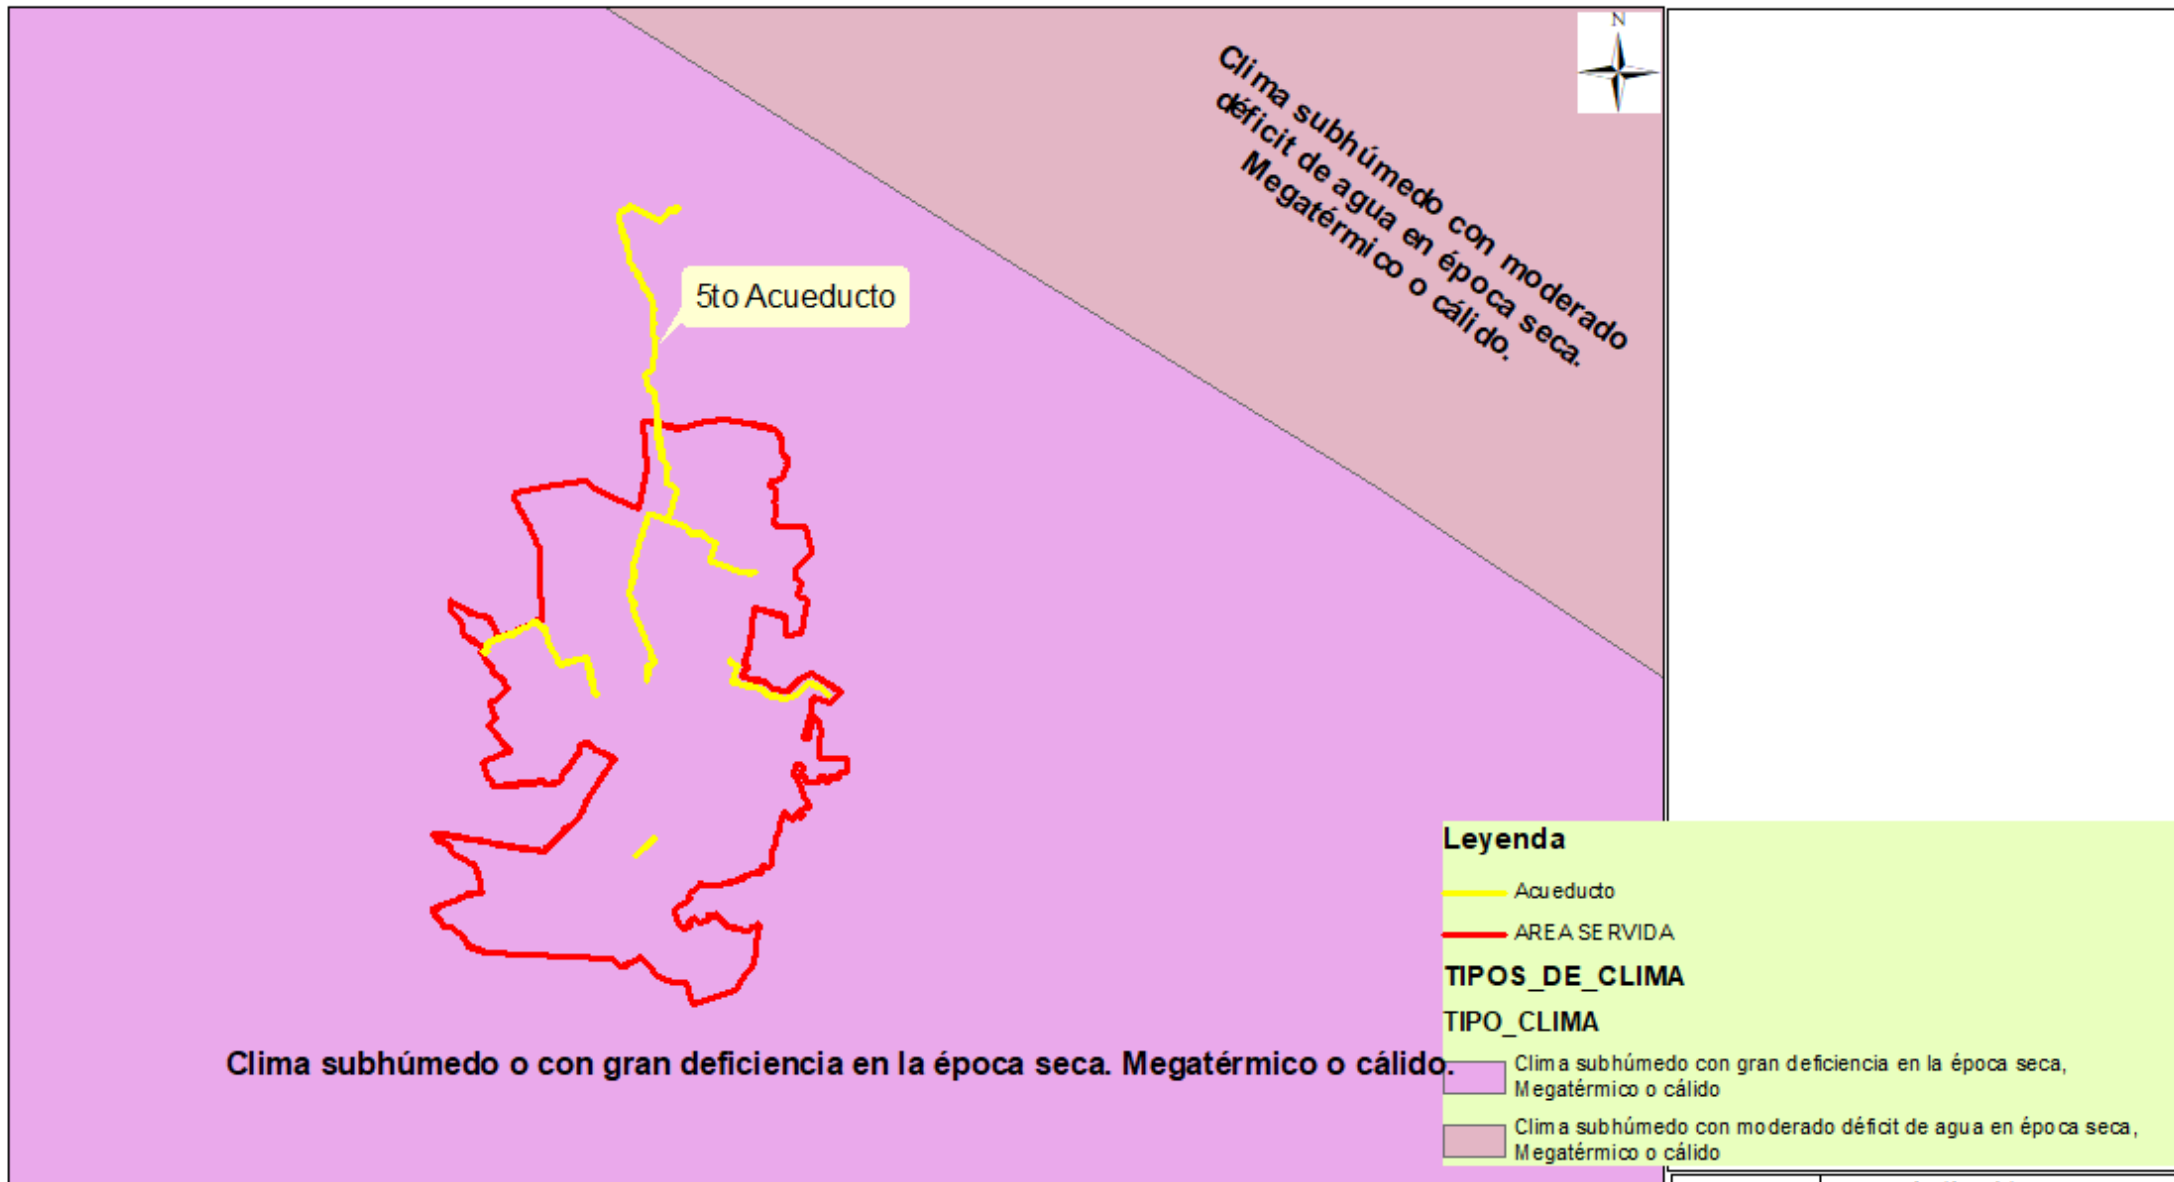 N
Clima subhúmedo con moderado
déficit de agua en época seca.
Megatérmico o cálido.
5to Acueducto
Clima subhúmedo o con gran deficiencia en la época seca. Megatérmico o cálido.
Leyenda
Acueducto
AREA SERVIDA
TIPOS_DE_CLIMA
TIPO_CLIMA
Clima subhúmedo con gran deficiencia en la época seca,
Megatérmico o cálido
Clima subhúmedo con moderado déficit de agua en época seca,
Megatérmico o cálido